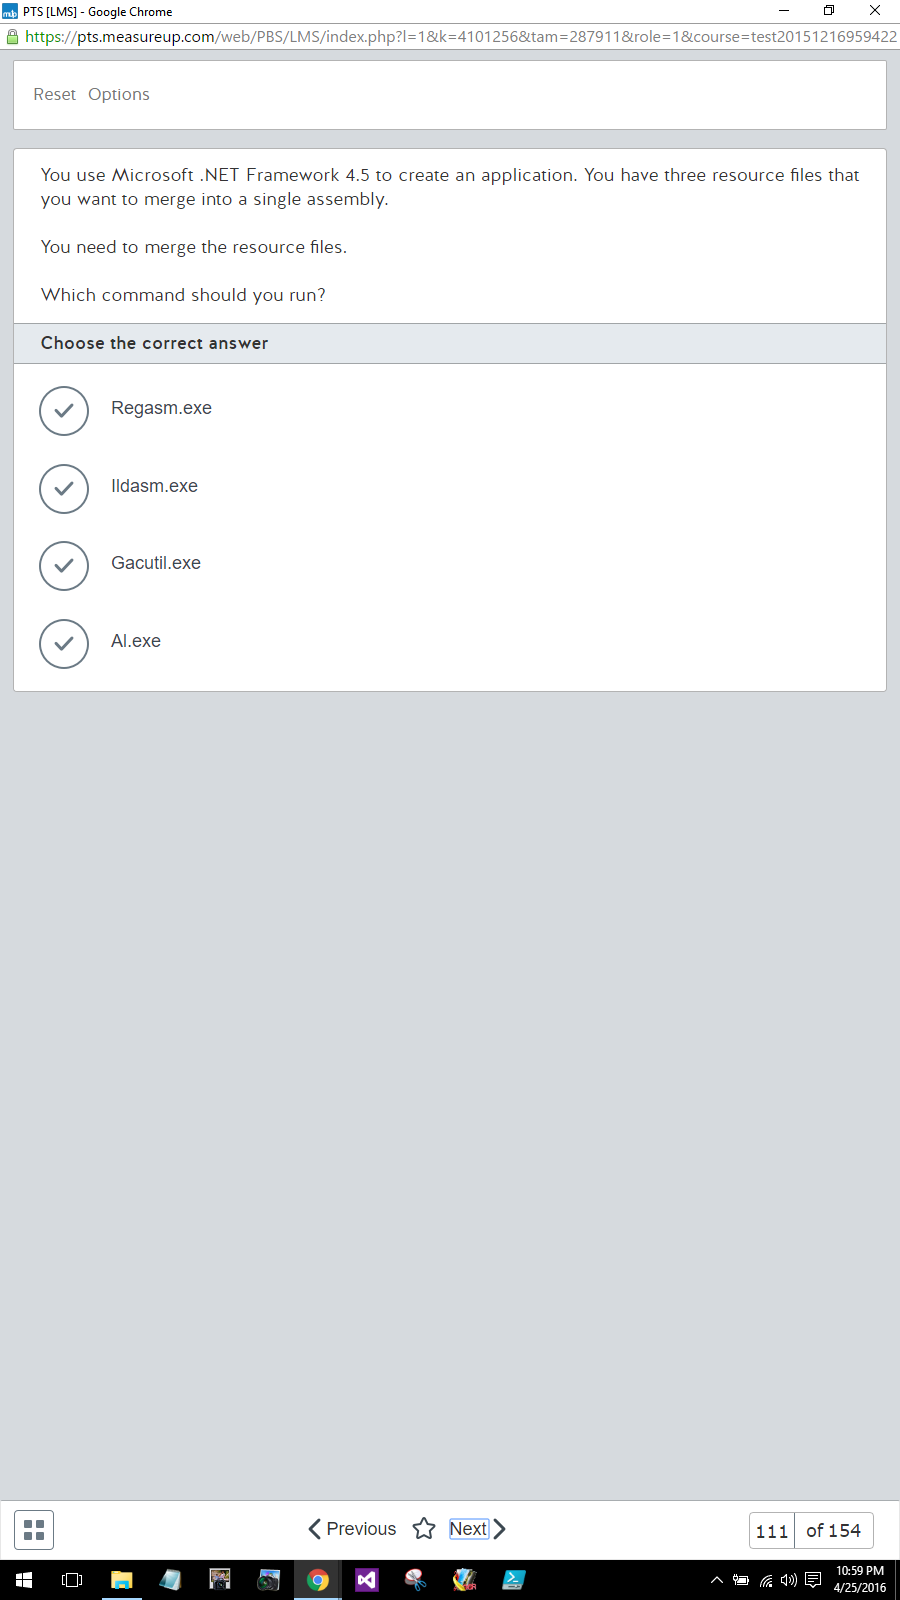 PTS [LMS] - Google Chrome
https://pts.measureup.com/web/PBS/LMS/index.php?l=1&k=4101256&tam=287911&role=1&course=test20151216959422
Reset Options
You use Microsoft .NET Framework 4.5 to create an application. You have three resource files that
you want to merge into a single assembly.
You need to merge the resource files.
Which command should you run?
Choose the correct answer
Regasm.exe
Ildasm.exe
Gacutil.exe
Al.exe
Previous Next 111 of 154
10:59 PM
4/25/2016